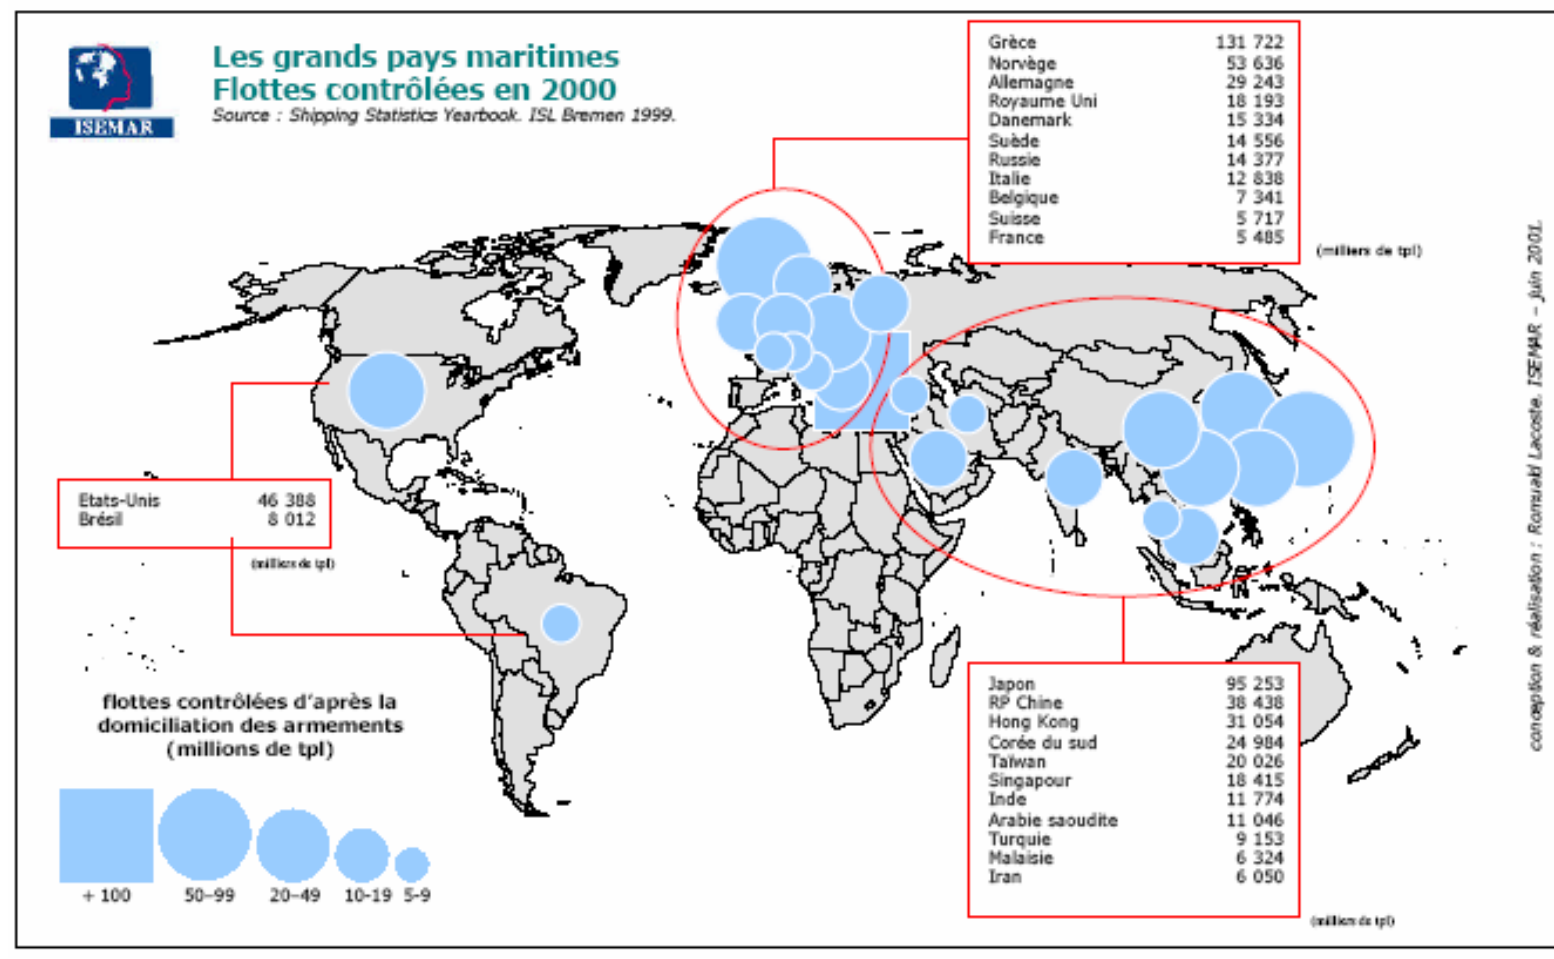 ISEMAR
Les grands pays maritimes
Flottes contrôlées en 2000
Source : Shipping Statistics Yearbook. ISL Bremen 1999.
Grèce 131 722
Norvège 53 636
Allemagne 29 243
Royaume Uni 18 193
Danemark 15 334
Suède 14 556
Russie 14 377
Italie 12 838
Belgique 7 341
Suisse 5 717
France 5 485
(milliers de tpl)
Etats-Unis 46 388
Brésil 8 012
(milliers de tpl)
flottes contrôlées d'après la
domiciliation des armements
(millions de tpl)
+ 100 50-99 20-49 10-19 5-9
Japon 95 253
RP Chine 38 438
Hong Kong 31 054
Corée du sud 24 984
Taïwan 20 026
Singapour 18 415
Inde 11 774
Arabie saoudite 11 046
Turquie 9 153
Malaisie 6 324
Iran 6 050
(milliers de tpl)
conception & réalisation : Romuald Lacoste. ISEMAR - juin 2001.